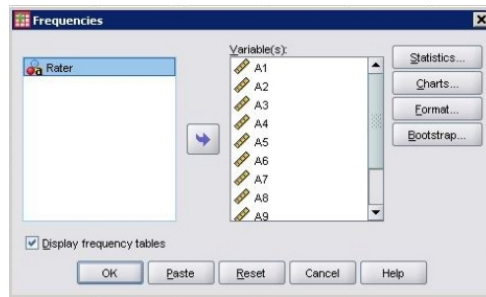 Frequencies
Rater
Variable(s):
A1
A2
A3
A4
A5
A6
A7
A8
A9
Statistics...
Charts...
Format...
Bootstrap...
Display frequency tables
OK Paste Reset Cancel Help